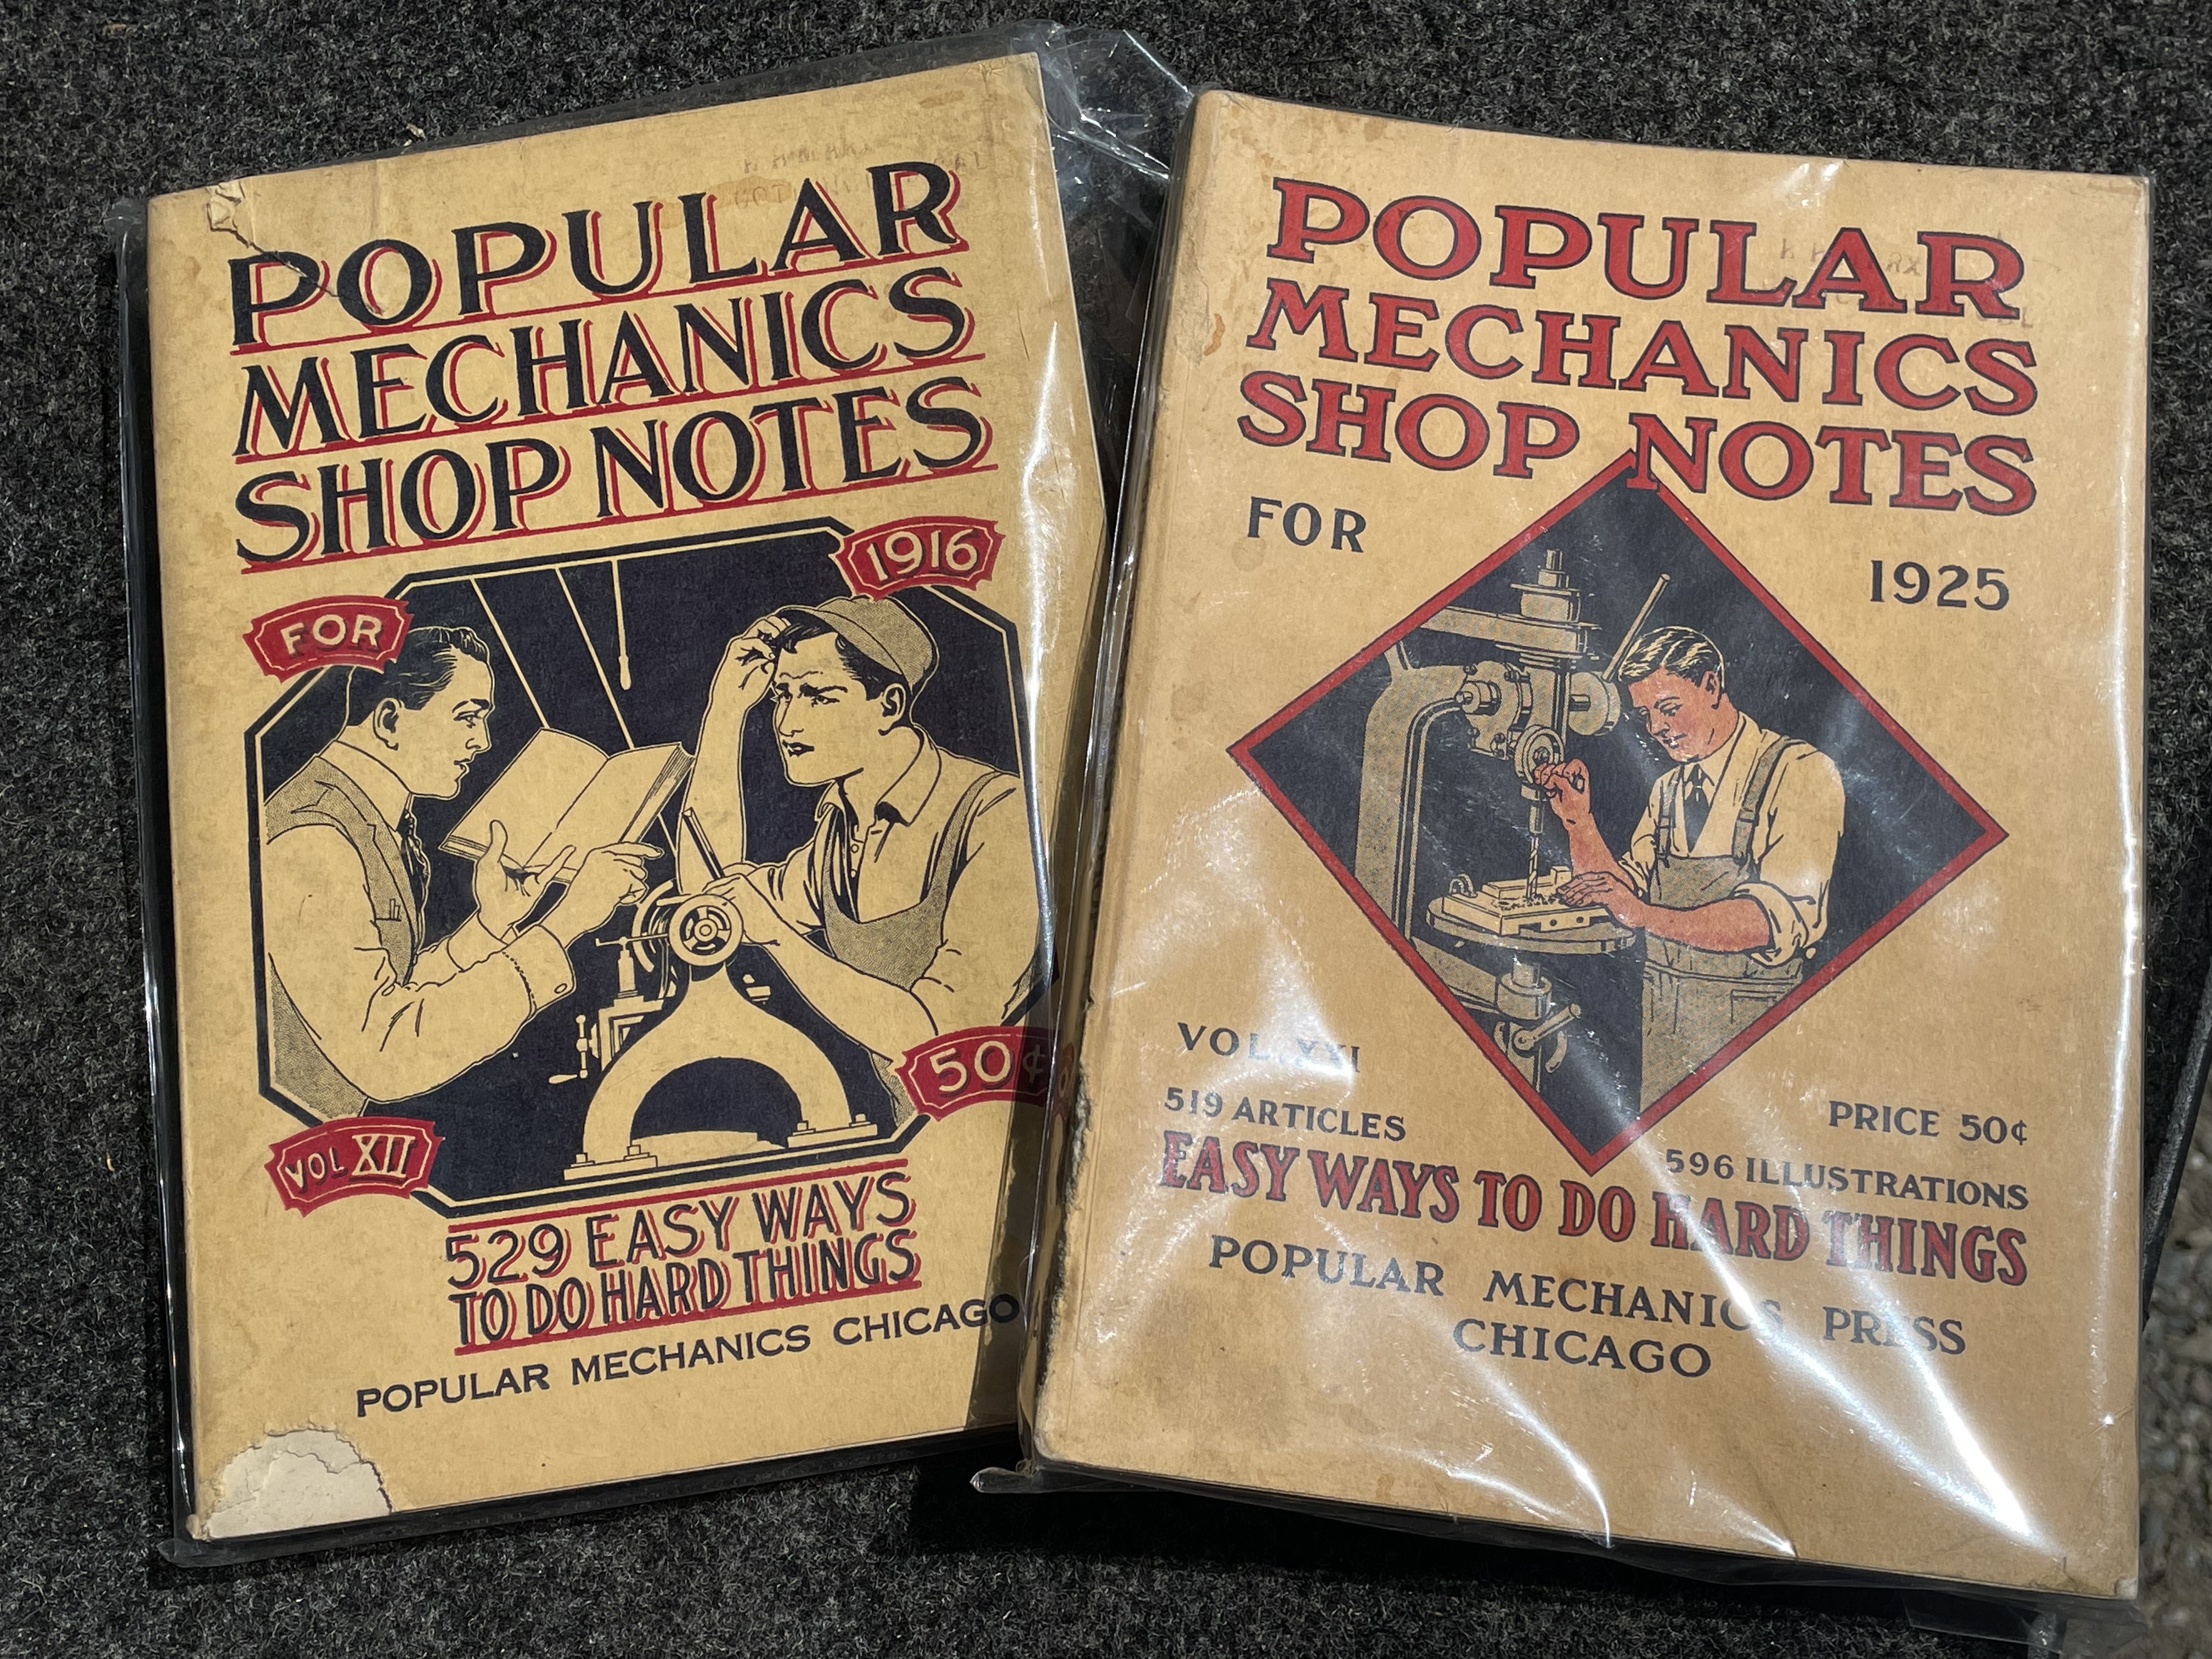 POPULAR
MECHANICS
SHOP NOTES
FOR
1916
50¢
VOL XII
529 EASY WAYS
TO DO HARD THINGS
POPULAR MECHANICS CHICAGO
POPULAR
MECHANICS
SHOP NOTES
FOR
1925
VOL. XXI
519 ARTICLES
PRICE 50¢
596 ILLUSTRATIONS
EASY WAYS TO DO HARD THINGS
POPULAR MECHANICS PRESS
CHICAGO